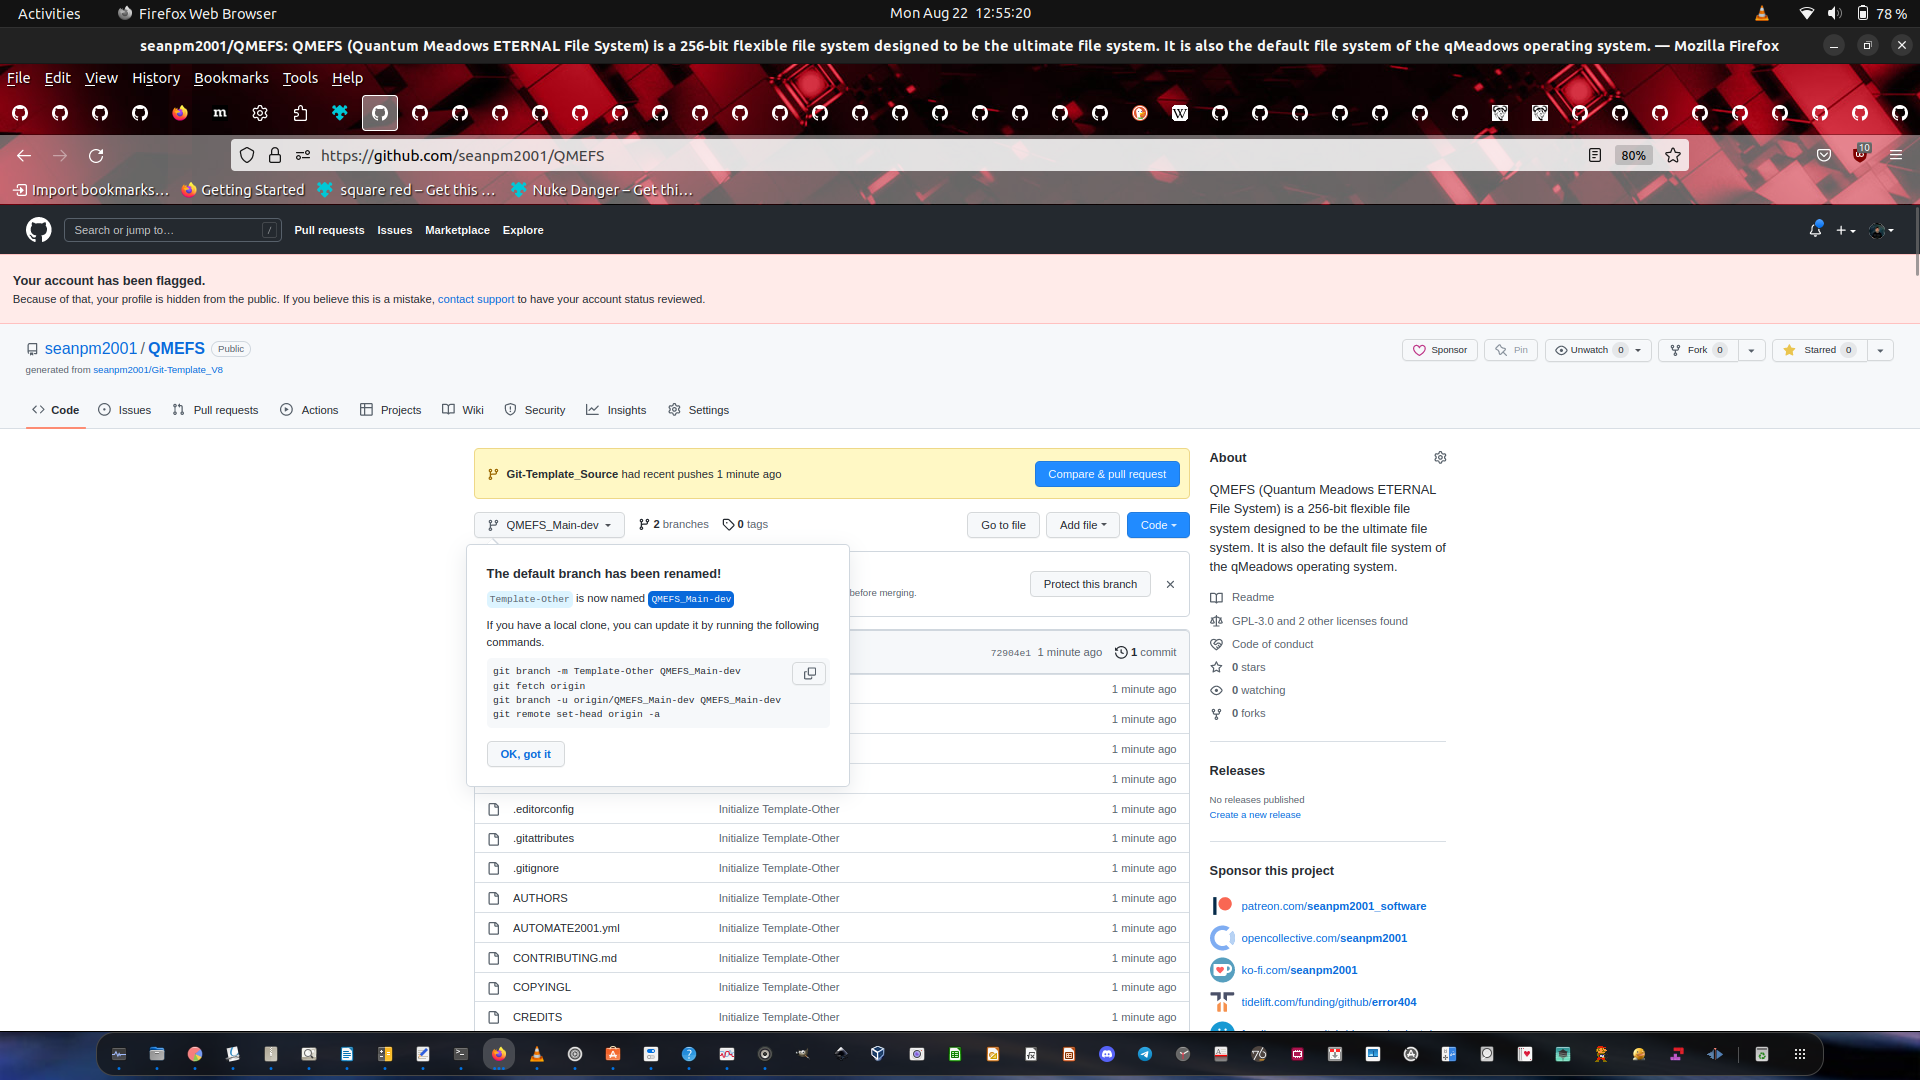 Activities
Firefox Web Browser
Mon Aug 22 12:55:20
78 %
seanpm2001/QMEFS: QMEFS (Quantum Meadows ETERNAL File System) is a 256-bit flexible file system designed to be the ultimate file system. It is also the default file system of the qMeadows operating system. — Mozilla Firefox
File Edit View History Bookmarks Tools Help
https://github.com/seanpm2001/QMEFS
80%
10
Import bookmarks…
Getting Started
square red – Get this …
Nuke Danger – Get thi…
Search or jump to…
/
Pull requests Issues Marketplace Explore
Your account has been flagged.
Because of that, your profile is hidden from the public. If you believe this is a mistake, contact support to have your account status reviewed.
seanpm2001 / QMEFS Public
generated from seanpm2001/Git-Template_V8
Sponsor
Pin
Unwatch 0
Fork 0
Starred 0
Code Issues Pull requests Actions Projects Wiki Security Insights Settings
Git-Template_Source had recent pushes 1 minute ago
Compare & pull request
QMEFS_Main-dev
2 branches 0 tags
Go to file
Add file
Code
The default branch has been renamed!
Template-Other is now named QMEFS_Main-dev
If you have a local clone, you can update it by running the following
commands.
git branch -m Template-Other QMEFS_Main-dev
git fetch origin
git branch -u origin/QMEFS_Main-dev QMEFS_Main-dev
git remote set-head origin -a
OK, got it
before merging.
Protect this branch
72904e1 1 minute ago 1 commit
1 minute ago
1 minute ago
1 minute ago
1 minute ago
.editorconfig Initialize Template-Other 1 minute ago
.gitattributes Initialize Template-Other 1 minute ago
.gitignore Initialize Template-Other 1 minute ago
AUTHORS Initialize Template-Other 1 minute ago
AUTOMATE2001.yml Initialize Template-Other 1 minute ago
CONTRIBUTING.md Initialize Template-Other 1 minute ago
COPYINGL Initialize Template-Other 1 minute ago
CREDITS Initialize Template-Other 1 minute ago
About
QMEFS (Quantum Meadows ETERNAL
File System) is a 256-bit flexible file
system designed to be the ultimate file
system. It is also the default file system of
the qMeadows operating system.
Readme
GPL-3.0 and 2 other licenses found
Code of conduct
0 stars
0 watching
0 forks
Releases
No releases published
Create a new release
Sponsor this project
patreon.com/seanpm2001_software
opencollective.com/seanpm2001
ko-fi.com/seanpm2001
tidelift.com/funding/github/error404